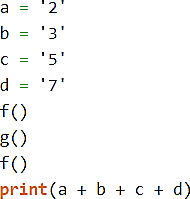 a = '2'
b = '3'
c = '5'
d = '7'
f()
g()
f()
print(a + b + c + d)